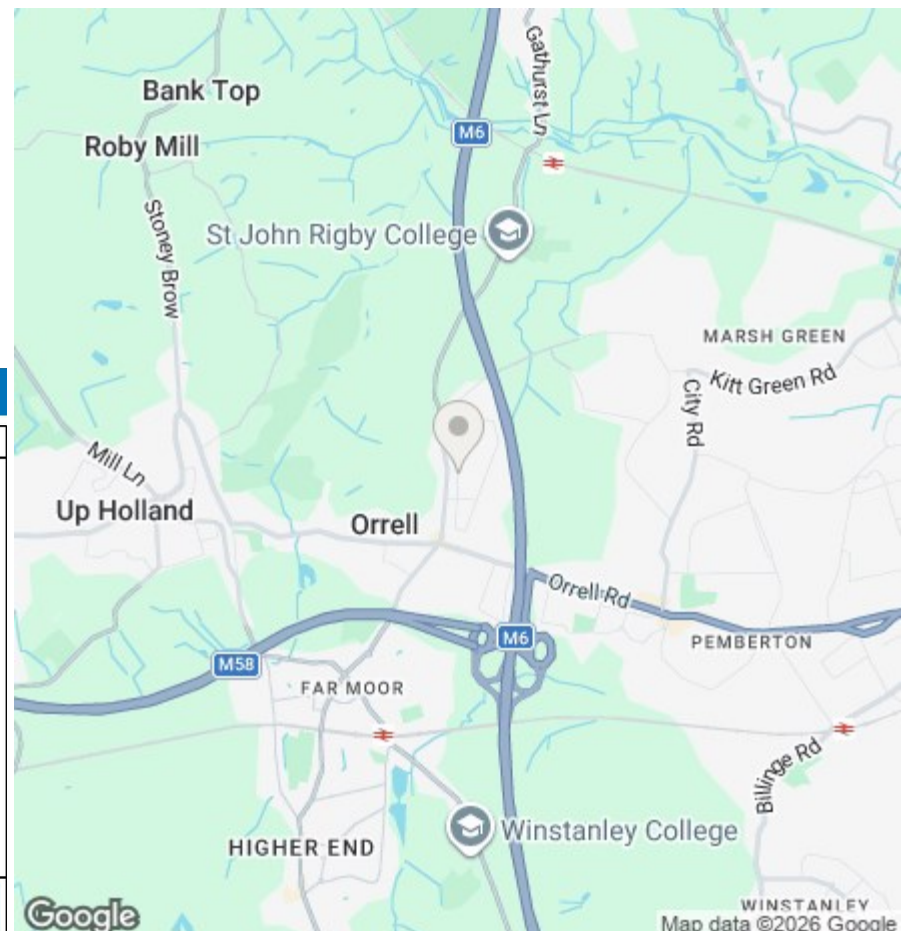 Bank Top
Roby Mill
Gathurst Ln
M6
Stoney Brow
St John Rigby College
MARSH GREEN
Kitt Green Rd
City Rd
Mill Ln
Up Holland
Orrell
Orrell Rd
M6
PEMBERTON
M58
FAR MOOR
Billinge Rd
Winstanley College
HIGHER END
WINSTANLEY
Google
Map data ©2026 Google